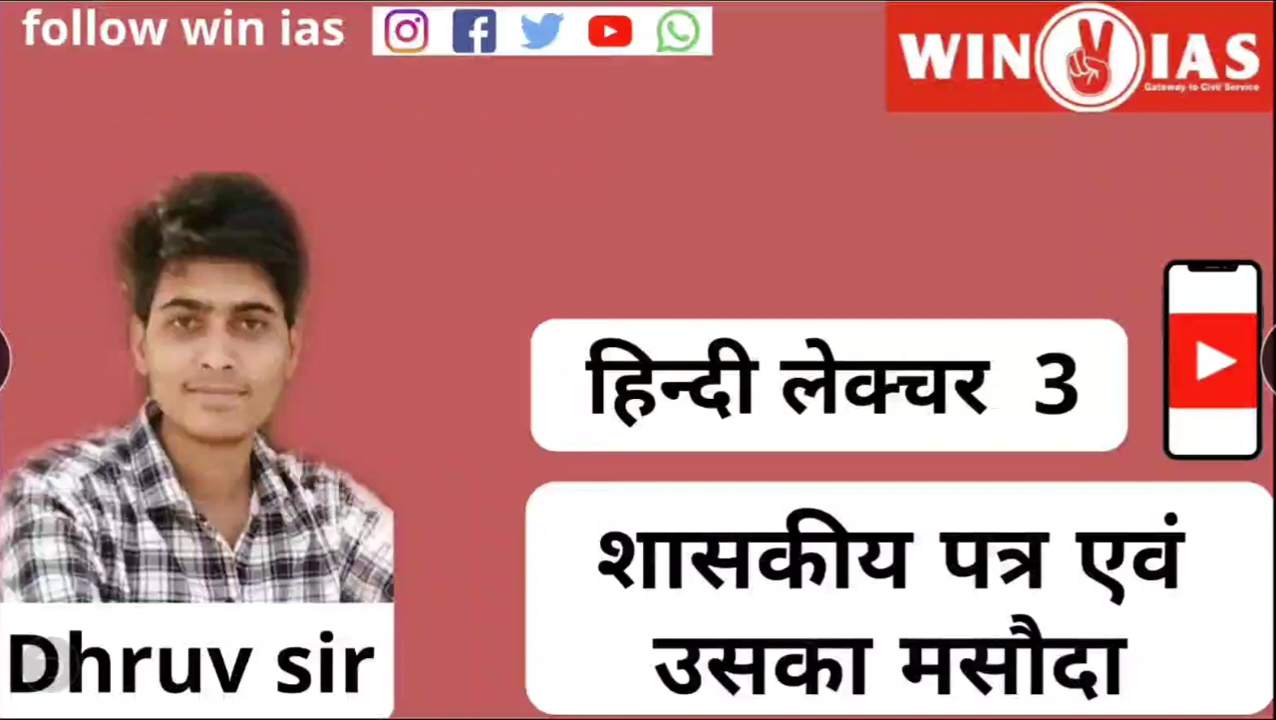 follow win ias
WIN IAS
Gateway to Civil Service
हिन्दी लेक्चर 3
शासकीय पत्र एवं
उसका मसौदा
Dhruv sir